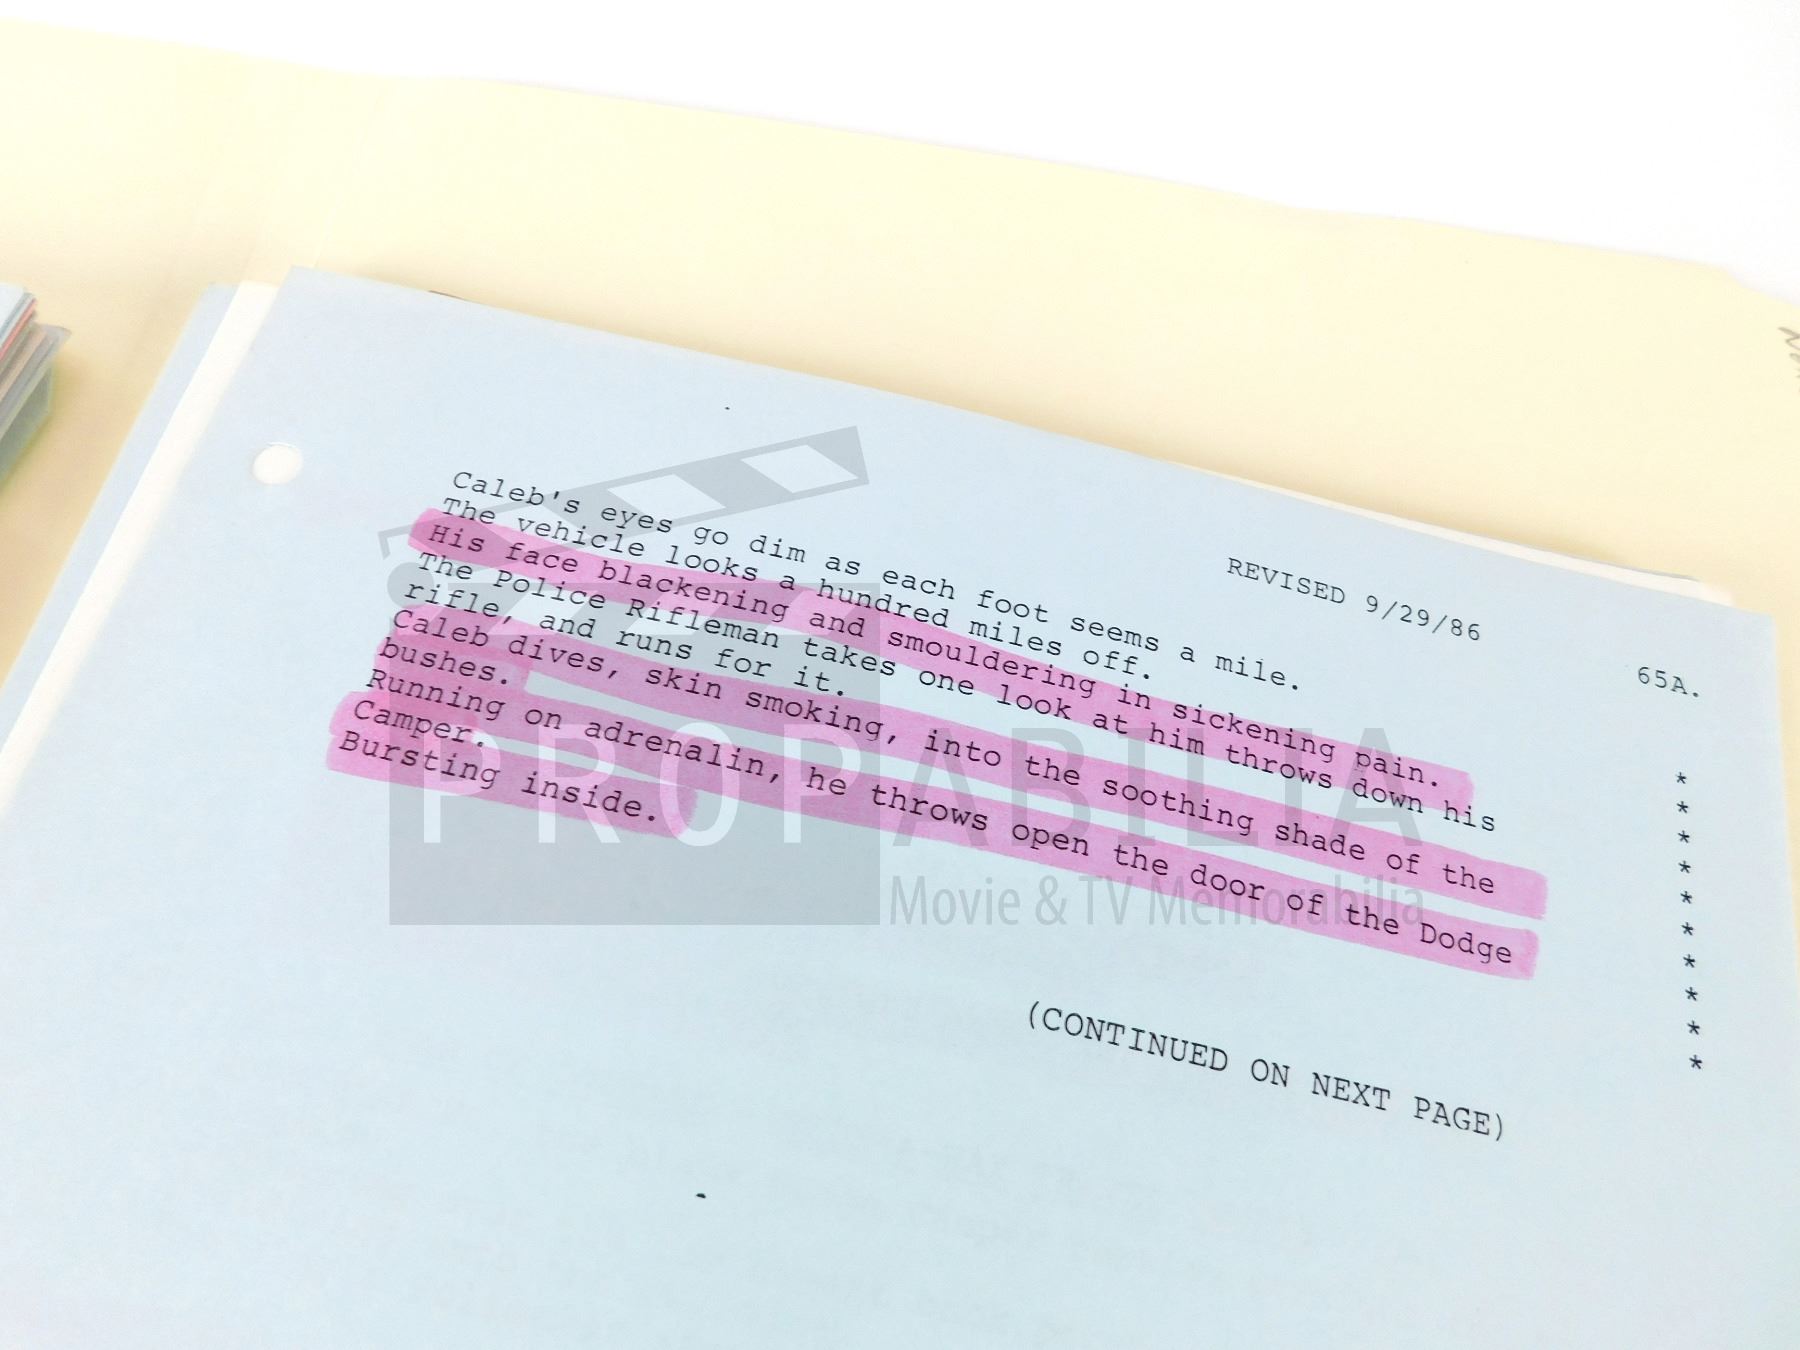 REVISED 9/29/86
65A.
Caleb's eyes go dim as each foot seems a mile.
The vehicle looks a hundred miles off.
His face blackening and smouldering in sickening pain.
The Police Rifleman takes one look at him throws down his
rifle, and runs for it.
Caleb dives, skin smoking, into the soothing shade of the
bushes.
Running on adrenalin, he throws open the door of the Dodge
Camper.
Bursting inside.
*
*
*
*
*
*
*
*
*
*
(CONTINUED ON NEXT PAGE)
PROPABILIA
Movie & TV Memorabilia